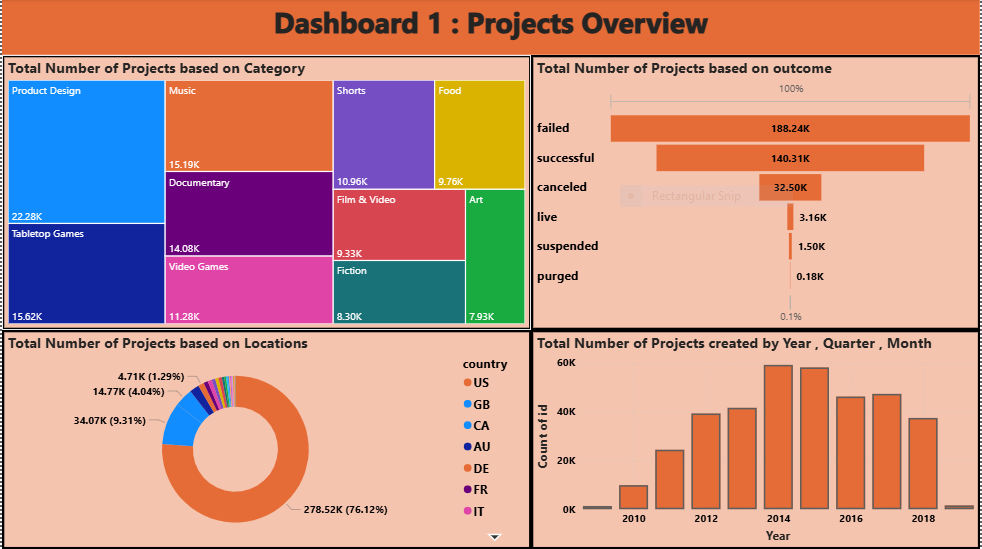 Dashboard 1 : Projects Overview
Total Number of Projects based on Category
Product Design
22.28K
Tabletop Games
15.62K
Music
15.19K
Documentary
14.08K
Video Games
11.28K
Shorts
10.96K
Food
9.76K
Film & Video
9.33K
Fiction
8.30K
Art
7.93K
Total Number of Projects based on outcome
100%
failed
188.24K
successful
140.31K
canceled
32.50K
Rectangular Snip
live
3.16K
suspended
1.50K
purged
0.18K
0.1%
Total Number of Projects based on Locations
4.71K (1.29%)
14.77K (4.04%)
34.07K (9.31%)
278.52K (76.12%)
country
US
GB
CA
AU
DE
FR
IT
Total Number of Projects created by Year , Quarter , Month
Count of id
60K
40K
20K
0K
2010
2012
2014
2016
2018
Year